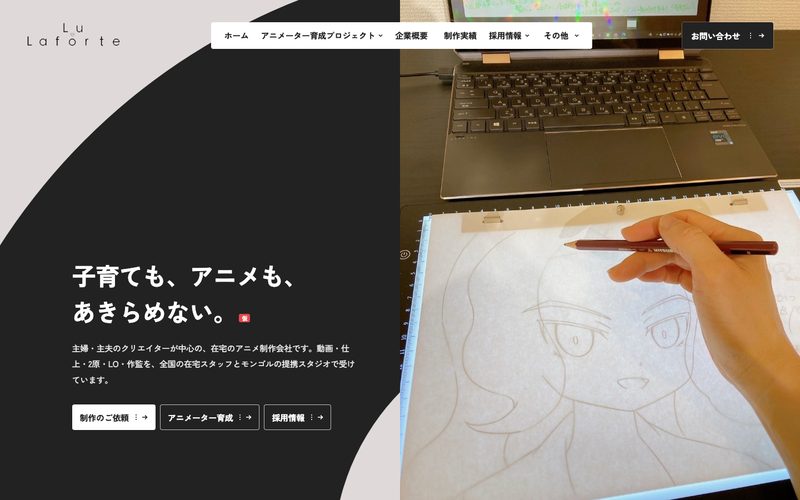 Lu
Laforte
ホーム
アニメーター育成プロジェクト
企業概要
制作実績
採用情報
その他
お問い合わせ
子育ても、アニメも、
あきらめない。
主婦・主夫のクリエイターが中心の、在宅のアニメ制作会社です。動画・仕
上・2原・LO・作監を、全国の在宅スタッフとモンゴルの提携スタジオで受け
ています。
制作のご依頼
アニメーター育成
採用情報